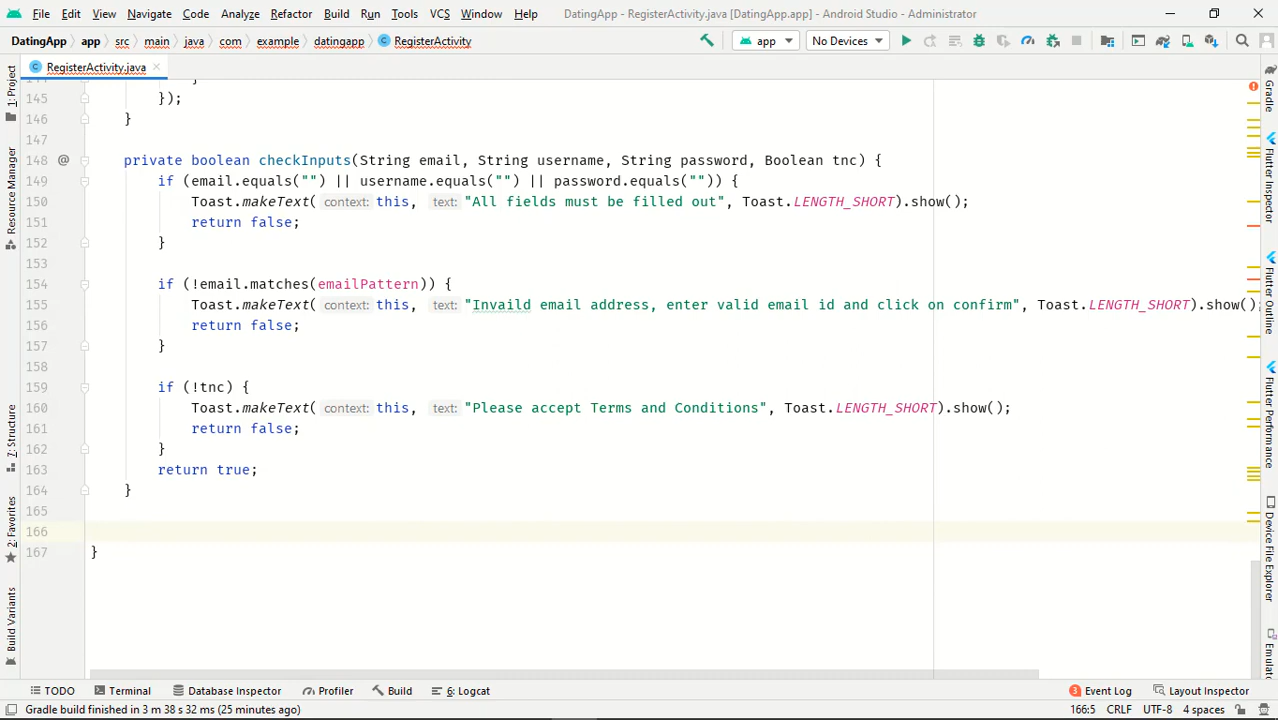 File Edit View Navigate Code Analyze Refactor Build Run Tools VCS Window Help DatingApp - RegisterActivity.java [DatingApp.app] - Android Studio - Administrator
DatingApp app src main java com example datingapp RegisterActivity app No Devices
RegisterActivity.java
145 });
146 }
147
148 @ private boolean checkInputs(String email, String username, String password, Boolean tnc) {
149 if (email.equals("") || username.equals("") || password.equals("")) {
150 Toast.makeText( context: this, text: "All fields must be filled out", Toast.LENGTH_SHORT).show();
151 return false;
152 }
153
154 if (!email.matches(emailPattern)) {
155 Toast.makeText( context: this, text: "Invaild email address, enter valid email id and click on confirm", Toast.LENGTH_SHORT).show();
156 return false;
157 }
158
159 if (!tnc) {
160 Toast.makeText( context: this, text: "Please accept Terms and Conditions", Toast.LENGTH_SHORT).show();
161 return false;
162 }
163 return true;
164 }
165
166
167 }
1: Project
Resource Manager
Z: Structure
2: Favorites
Build Variants
Gradle
Flutter Inspector
Flutter Outline
Flutter Performance
Device File Explorer
TODO Terminal Database Inspector Profiler Build 6: Logcat 3 Event Log Layout Inspector
Gradle build finished in 3 m 38 s 32 ms (25 minutes ago) 166:5 CRLF UTF-8 4 spaces